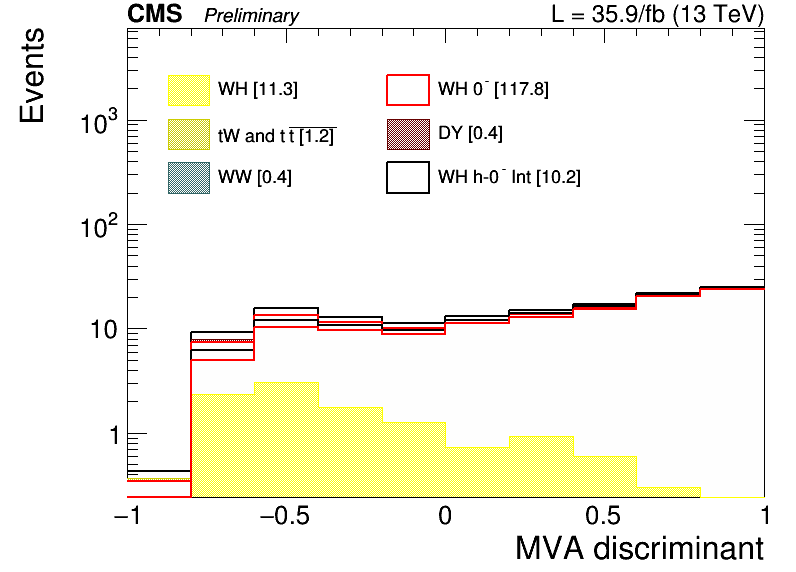 CMS Preliminary L = 35.9/fb (13 TeV)
Events
WH [11.3] WH 0⁻ [117.8]
tW and t t̅ [1.2] DY [0.4]
WW [0.4] WH h-0⁻ Int [10.2]
10³
10²
10
1
−1 −0.5 0 0.5 1
MVA discriminant